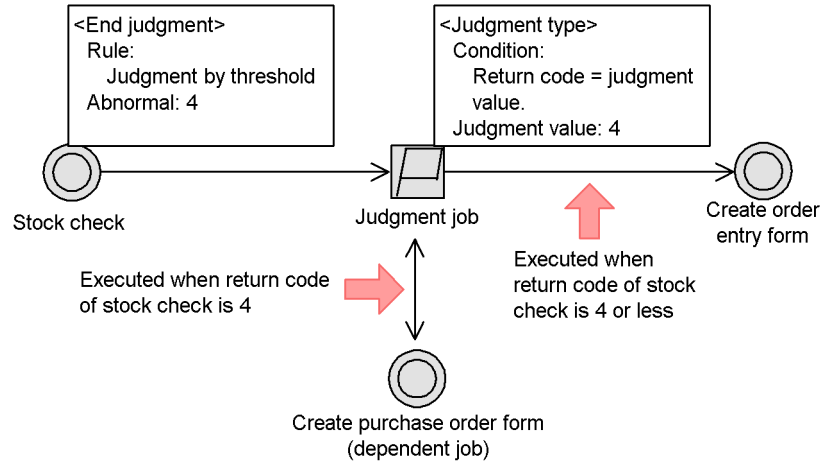 <End judgment>
Rule:
Judgment by threshold
Abnormal: 4
<Judgment type>
Condition:
Return code = judgment
value.
Judgment value: 4
Stock check
Judgment job
Create order
entry form
Executed when return code
of stock check is 4
Executed when
return code of stock
check is 4 or less
Create purchase order form
(dependent job)